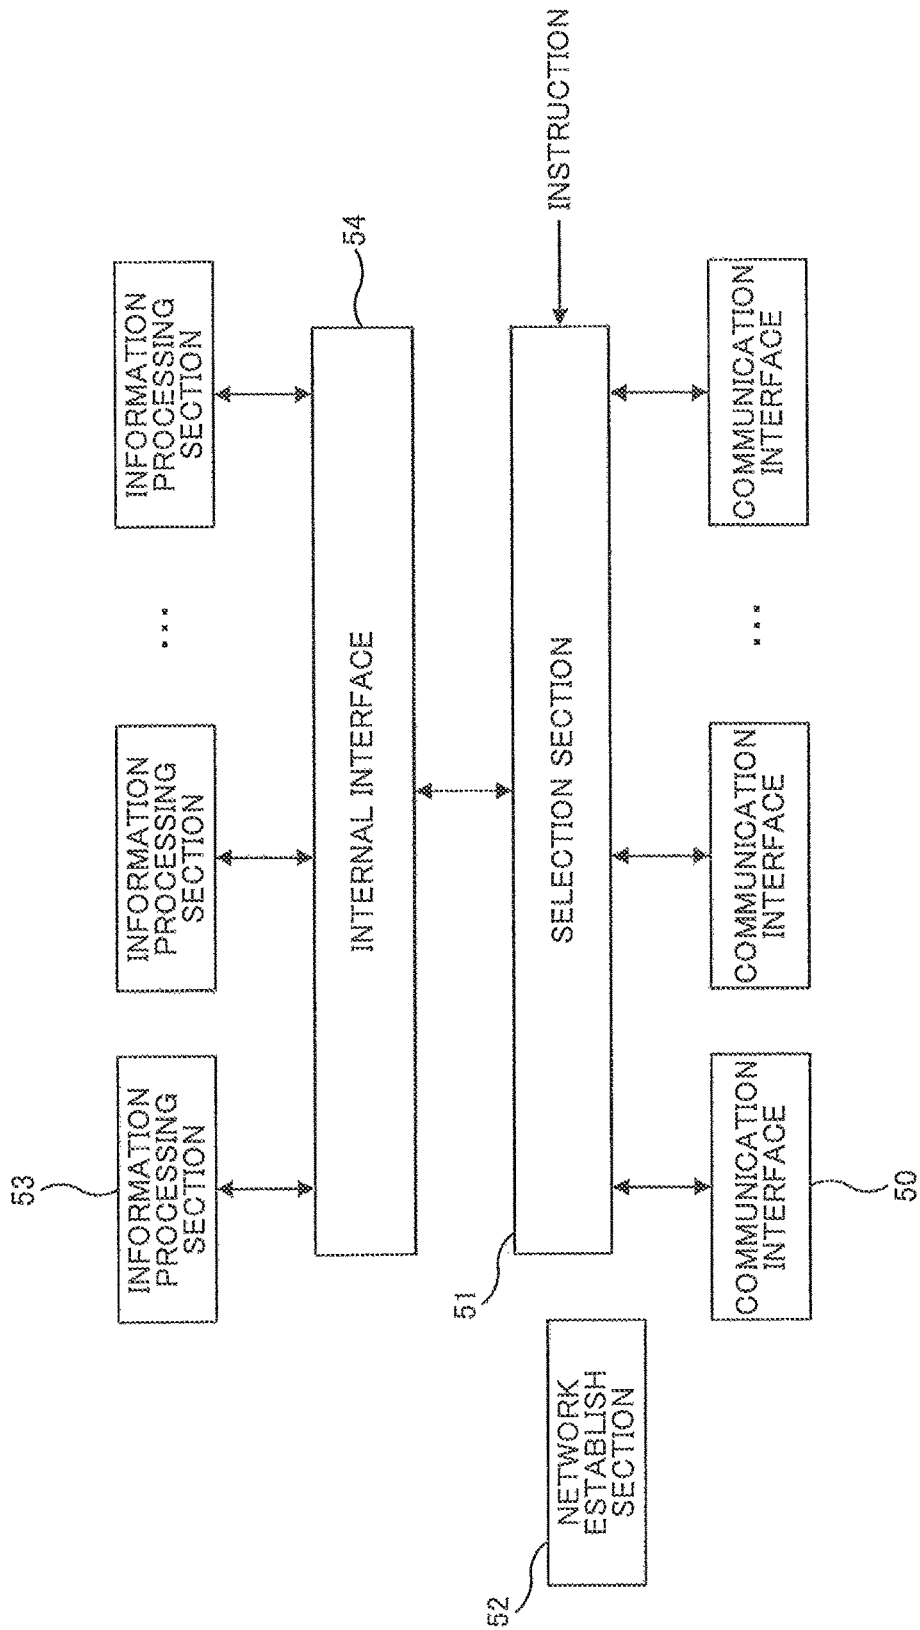 53
INFORMATION
PROCESSING
SECTION
INFORMATION
PROCESSING
SECTION
...
INFORMATION
PROCESSING
SECTION
54
INTERNAL INTERFACE
51
SELECTION SECTION
INSTRUCTION
52
NETWORK
ESTABLISH
SECTION
COMMUNICATION
INTERFACE
50
COMMUNICATION
INTERFACE
...
COMMUNICATION
INTERFACE